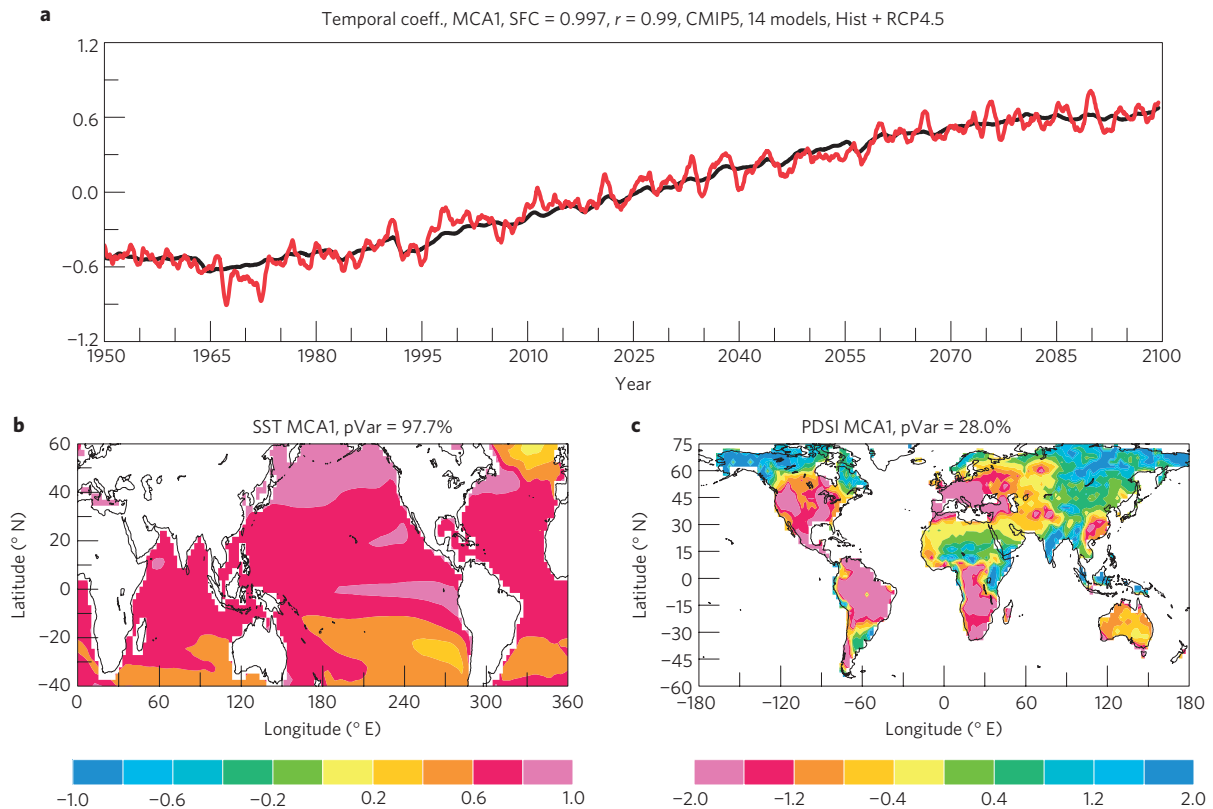 a
Temporal coeff., MCA1, SFC = 0.997, r = 0.99, CMIP5, 14 models, Hist + RCP4.5
1.2
0.6
0.0
−0.6
−1.2
1950 1965 1980 1995 2010 2025 2040 2055 2070 2085 2100
Year
b
SST MCA1, pVar = 97.7%
60
40
20
0
−20
−40
Latitude (° N)
0 60 120 180 240 300 360
Longitude (° E)
−1.0 −0.6 −0.2 0.2 0.6 1.0
c
PDSI MCA1, pVar = 28.0%
75
60
45
30
15
0
−15
−30
−45
−60
Latitude (° N)
−180 −120 −60 0 60 120 180
Longitude (° E)
−2.0 −1.2 −0.4 0.4 1.2 2.0